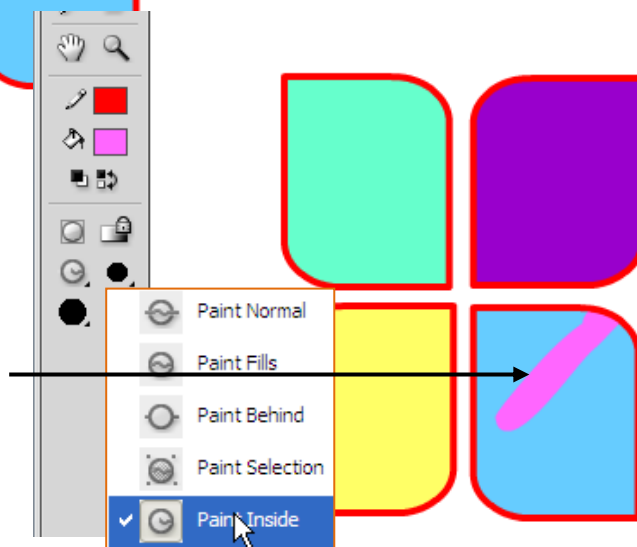 Paint Normal
Paint Fills
Paint Behind
Paint Selection
Paint Inside